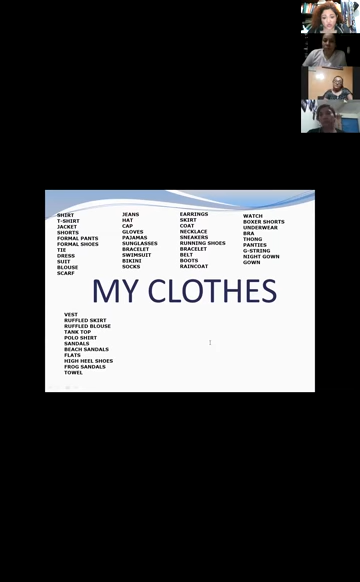 SHIRT
T-SHIRT
JACKET
SHORTS
FORMAL PANTS
FORMAL SHOES
TIE
DRESS
SUIT
BLOUSE
SCARF
JEANS
HAT
CAP
GLOVES
PAJAMAS
SUNGLASSES
BRACELET
SWIMSUIT
BIKINI
SOCKS
EARRINGS
SKIRT
COAT
NECKLACE
SNEAKERS
RUNNING SHOES
BRACELET
BELT
BOOTS
RAINCOAT
WATCH
BOXER SHORTS
UNDERWEAR
BRA
THONG
PANTIES
G-STRING
NIGHT GOWN
GOWN
MY CLOTHES
VEST
RUFFLED SKIRT
RUFFLED BLOUSE
TANK TOP
POLO SHIRT
SANDALS
BEACH SANDALS
FLATS
HIGH HEEL SHOES
FROG SANDALS
TOWEL